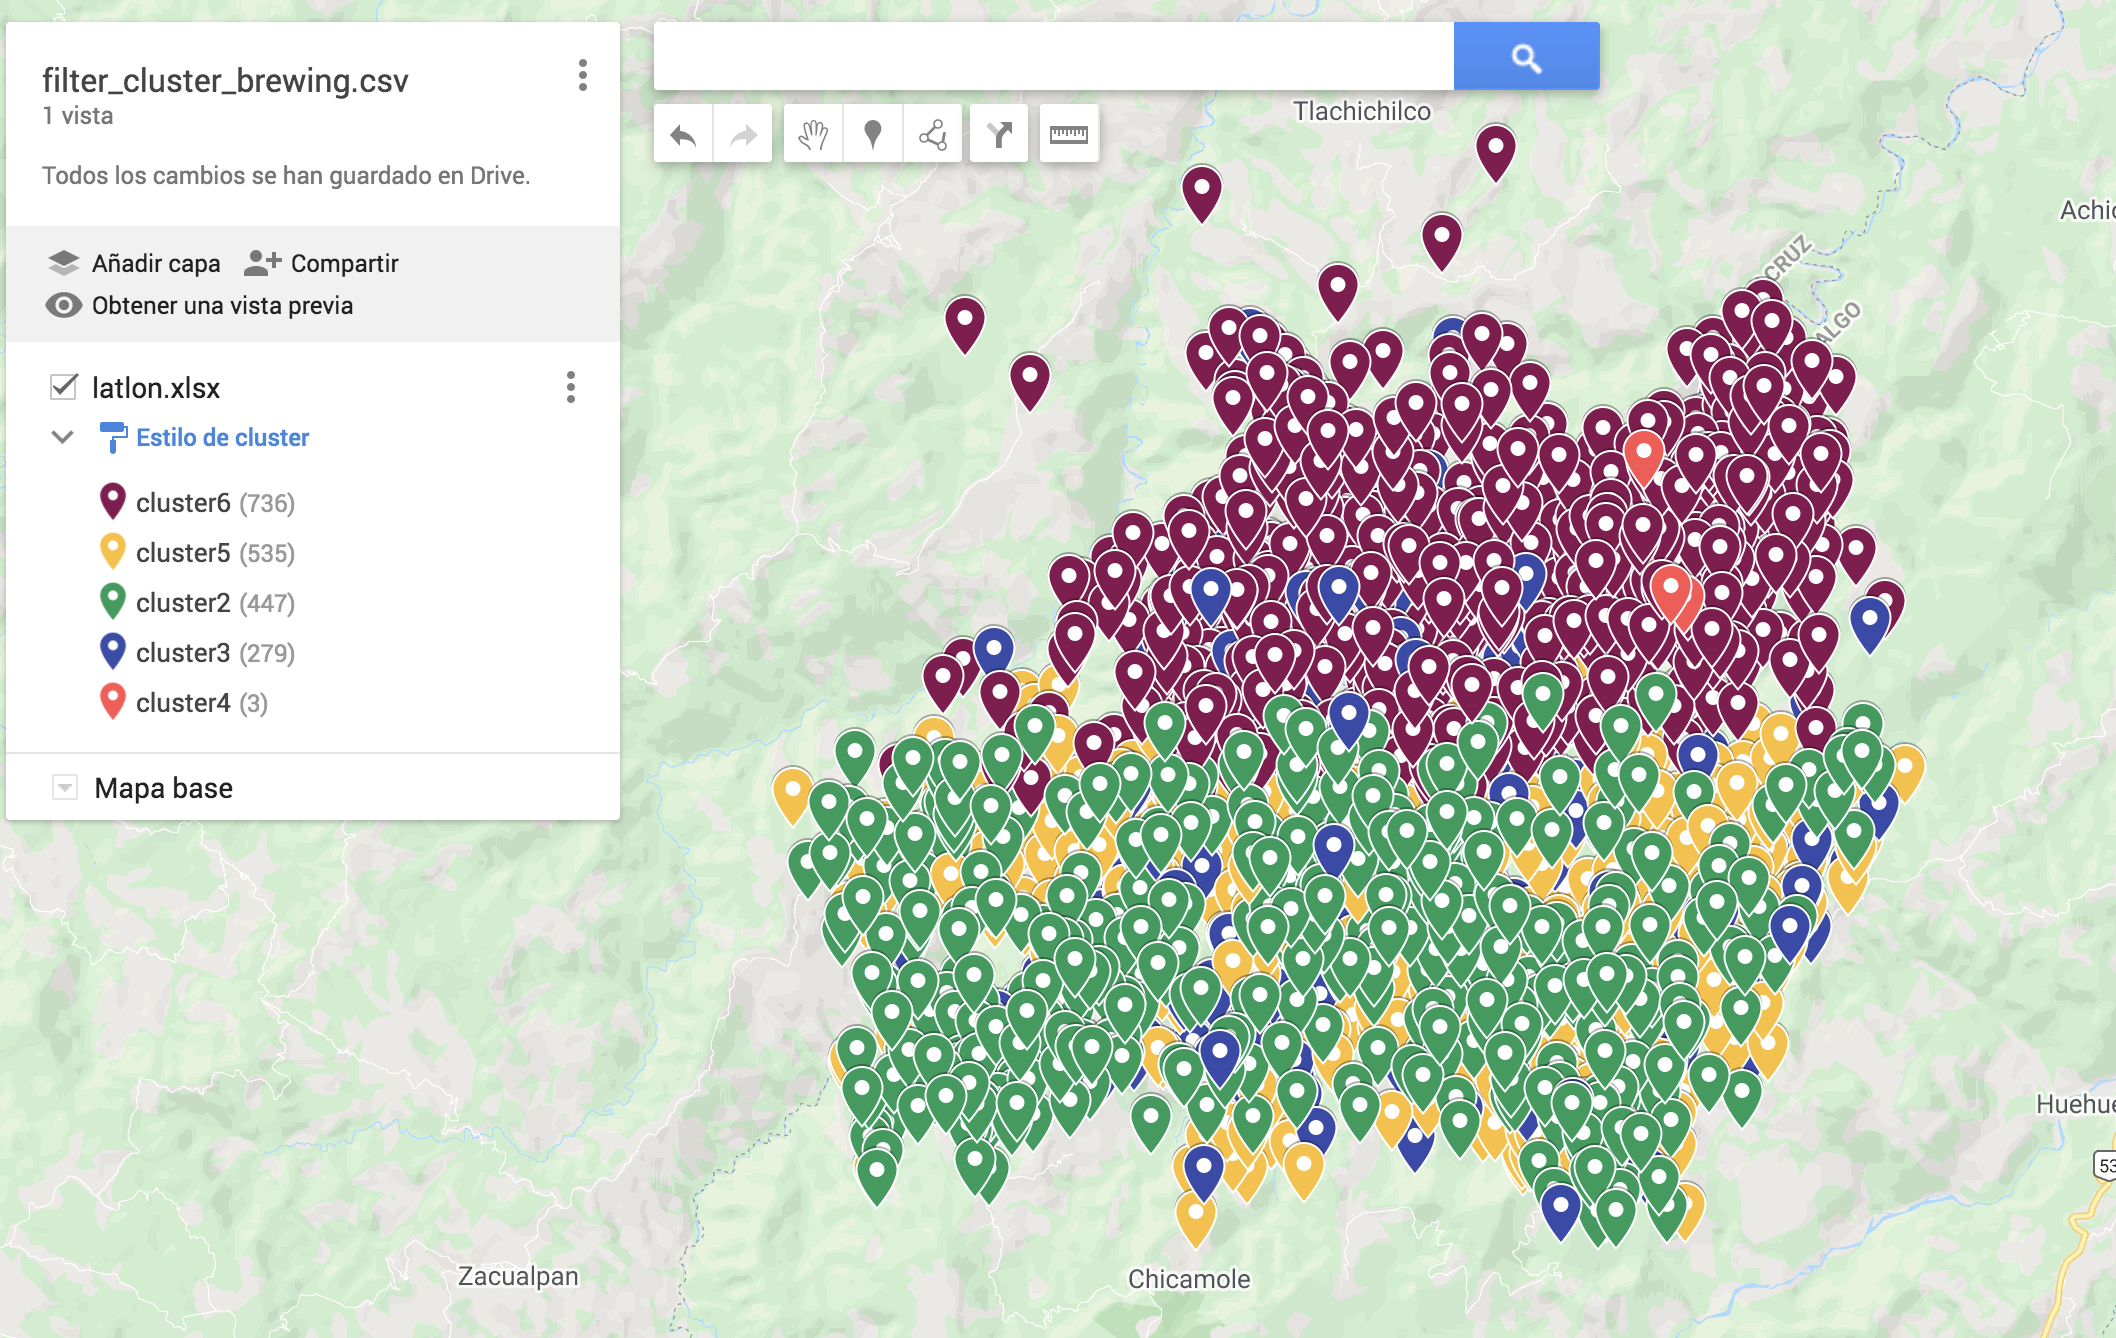 filter_cluster_brewing.csv
1 vista
Todos los cambios se han guardado en Drive.
Añadir capa
Compartir
Obtener una vista previa
latlon.xlsx
Estilo de cluster
cluster6 (736)
cluster5 (535)
cluster2 (447)
cluster3 (279)
cluster4 (3)
Mapa base
Tlachichilco
Achio
CRUZ
ALGO
Huehue
53
Zacualpan
Chicamole